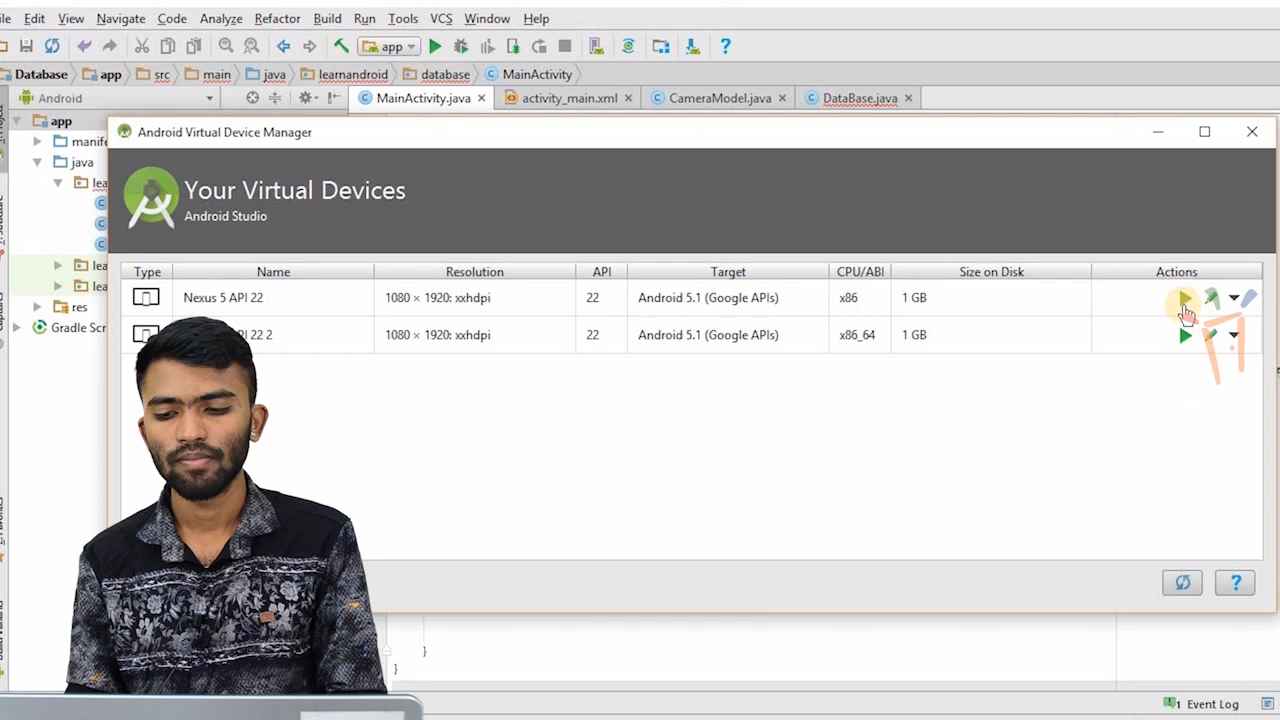 Edit View Navigate Code Analyze Refactor Build Run Tools VCS Window Help
app
Database app src main java learnandroid database MainActivity
Android MainActivity.java activity_main.xml CameraModel.java DataBase.java
app
Android Virtual Device Manager
java
Your Virtual Devices
Android Studio
res
Type Name Resolution API Target CPU/ABI Size on Disk Actions
Nexus 5 API 22 1080 × 1920: xxhdpi 22 Android 5.1 (Google APIs) x86 1 GB
API 22 2 1080 × 1920: xxhdpi 22 Android 5.1 (Google APIs) x86_64 1 GB
?
}
}
1 Event Log